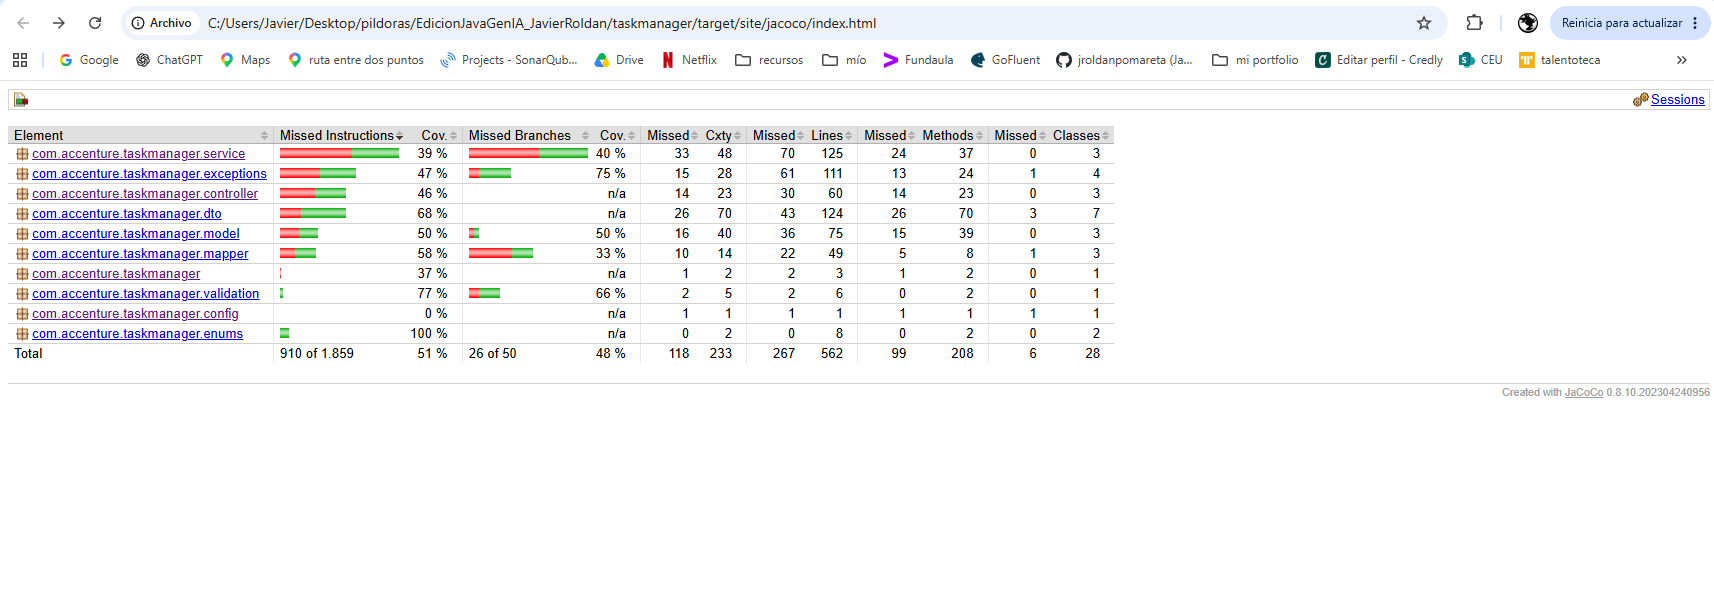 Archivo C:/Users/Javier/Desktop/pildoras/EdicionJavaGenIA_JavierRoldan/taskmanager/target/site/jacoco/index.html Reinicia para actualizar
Google ChatGPT Maps ruta entre dos puntos Projects - SonarQub... Drive Netflix recursos mío Fundaula GoFluent jroldanpomareta (Ja... mi portfolio Editar perfil - Credly CEU talentoteca »
Sessions
Element Missed Instructions Cov. Missed Branches Cov. Missed Cxty Missed Lines Missed Methods Missed Classes
com.accenture.taskmanager.service 39 % 40 % 33 48 70 125 24 37 0 3
com.accenture.taskmanager.exceptions 47 % 75 % 15 28 61 111 13 24 1 4
com.accenture.taskmanager.controller 46 % n/a 14 23 30 60 14 23 0 3
com.accenture.taskmanager.dto 68 % n/a 26 70 43 124 26 70 3 7
com.accenture.taskmanager.model 50 % 50 % 16 40 36 75 15 39 0 3
com.accenture.taskmanager.mapper 58 % 33 % 10 14 22 49 5 8 1 3
com.accenture.taskmanager 37 % n/a 1 2 2 3 1 2 0 1
com.accenture.taskmanager.validation 77 % 66 % 2 5 2 6 0 2 0 1
com.accenture.taskmanager.config 0 % n/a 1 1 1 1 1 1 1 1
com.accenture.taskmanager.enums 100 % n/a 0 2 0 8 0 2 0 2
Total 910 of 1.859 51 % 26 of 50 48 % 118 233 267 562 99 208 6 28
Created with JaCoCo 0.8.10.202304240956